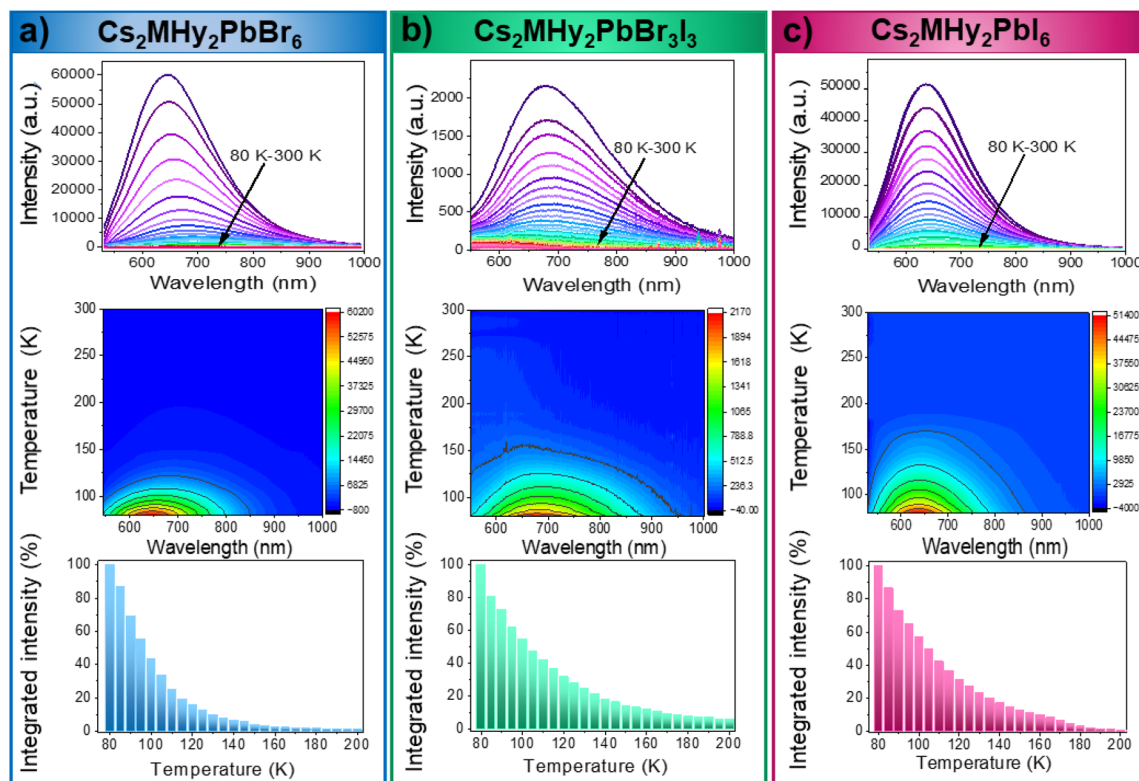 a) Cs₂MHy₂PbBr₆
Intensity (a.u.)
60000
50000
40000
30000
20000
10000
0
80 K-300 K
600 700 800 900 1000
Wavelength (nm)
Temperature (K)
300
250
200
150
100
60200
52575
44950
37325
29700
22075
14450
6825
−800
600 700 800 900 1000
Wavelength (nm)
Integrated intensity (%)
100
80
60
40
20
0
80 100 120 140 160 180 200
Temperature (K)
b) Cs₂MHy₂PbBr₃I₃
Intensity (a.u.)
2000
1500
1000
500
0
80 K-300 K
600 700 800 900 1000
Wavelength (nm)
Temperature (K)
300
250
200
150
100
2170
1894
1618
1341
1065
788.8
512.5
236.3
−40.00
600 700 800 900 1000
Wavelength (nm)
Integrated intensity (%)
100
80
60
40
20
0
80 100 120 140 160 180 200
Temperature (K)
c) Cs₂MHy₂PbI₆
Intensity (a.u.)
50000
40000
30000
20000
10000
0
80 K-300 K
600 700 800 900 1000
Wavelength (nm)
Temperature (K)
300
250
200
150
100
51400
44475
37550
30625
23700
16775
9850
2925
−4000
600 700 800 900 1000
Wavelength (nm)
Integrated intensity (%)
100
80
60
40
20
0
80 100 120 140 160 180 200
Temperature (K)